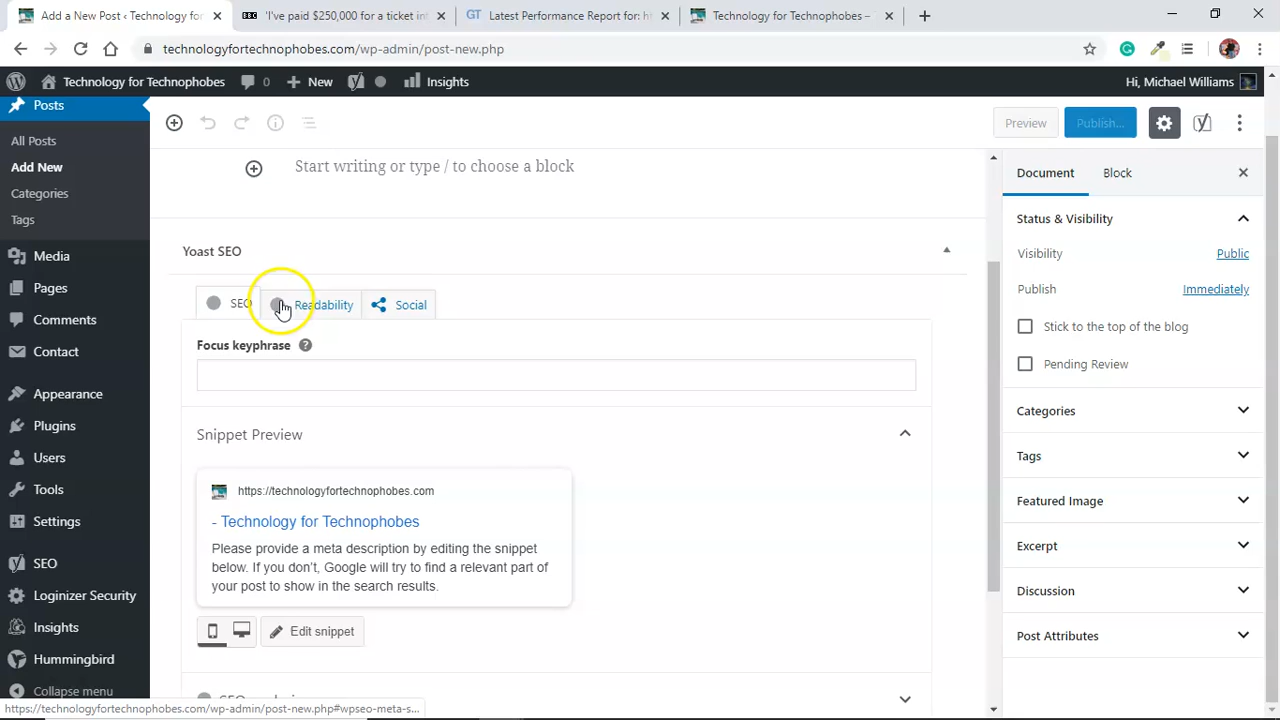 Add a New Post ‹ Technology for
'I've paid $250,000 for a ticket int
GT Latest Performance Report for: h
Technology for Technophobes –
technologyfortechnophobes.com/wp-admin/post-new.php
Technology for Technophobes
0
New
Insights
Hi, Michael Williams
Posts
All Posts
Add New
Categories
Tags
Media
Pages
Comments
Contact
Appearance
Plugins
Users
Tools
Settings
SEO
Loginizer Security
Insights
Hummingbird
Collapse menu
Preview
Publish...
Start writing or type / to choose a block
Yoast SEO
SEO
Readability
Social
Focus keyphrase ?
Snippet Preview
https://technologyfortechnophobes.com
- Technology for Technophobes
Please provide a meta description by editing the snippet
below. If you don't, Google will try to find a relevant part of
your post to show in the search results.
Edit snippet
Document
Block
Status & Visibility
Visibility
Public
Publish
Immediately
Stick to the top of the blog
Pending Review
Categories
Tags
Featured Image
Excerpt
Discussion
Post Attributes
https://technologyfortechnophobes.com/wp-admin/post-new.php#wpseo-meta-s...